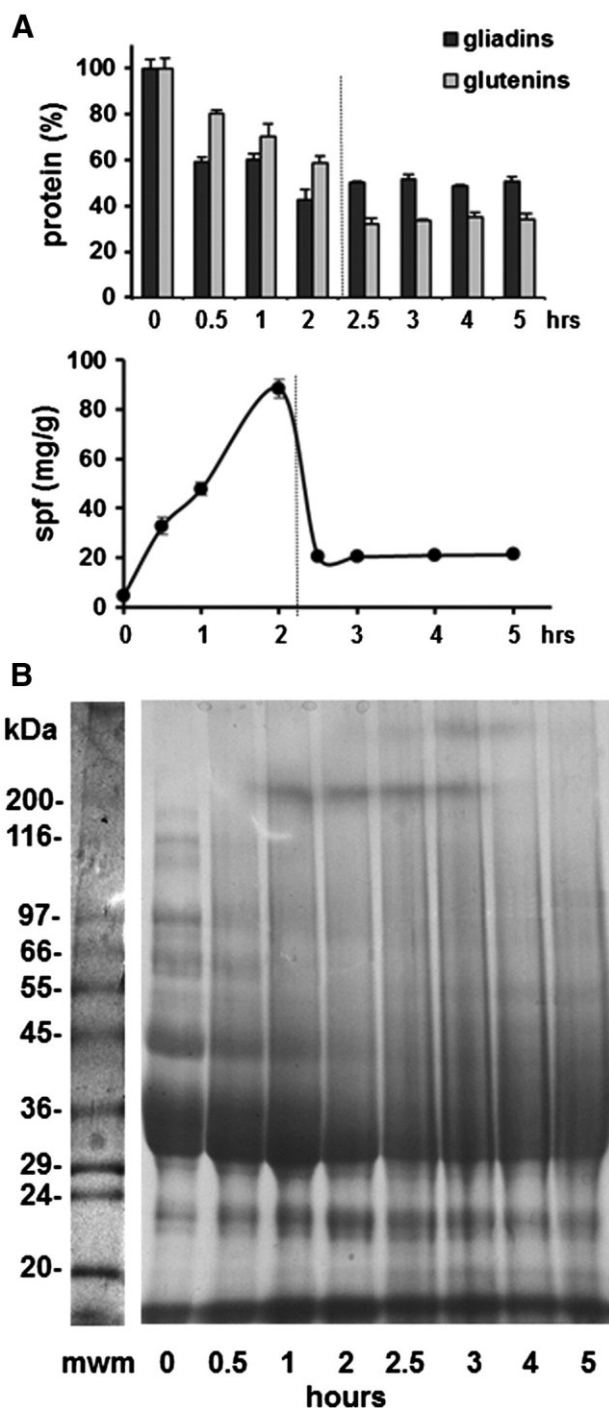 A
gliadins
glutenins
protein (%)
100
80
60
40
20
0
0 0.5 1 2 2.5 3 4 5 hrs
spf (mg/g)
100
80
60
40
20
0
0 1 2 3 4 5 hrs
B
kDa
200-
116-
97-
66-
55-
45-
36-
29-
24-
20-
mwm 0 0.5 1 2 2.5 3 4 5
hours